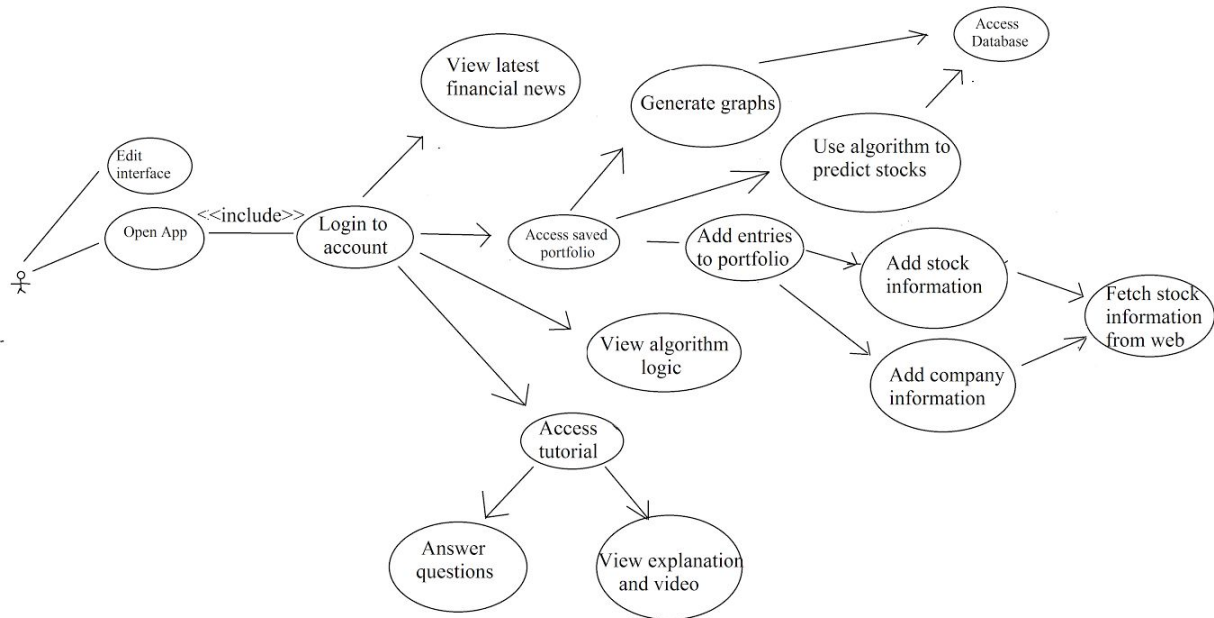 Access
Database
View latest
financial news
Generate graphs
Use algorithm to
predict stocks
Edit
interface
<<include>>
Open App
Login to
account
Access saved
portfolio
Add entries
to portfolio
Add stock
information
Fetch stock
information
from web
View algorithm
logic
Add company
information
Access
tutorial
Answer
questions
View explanation
and video